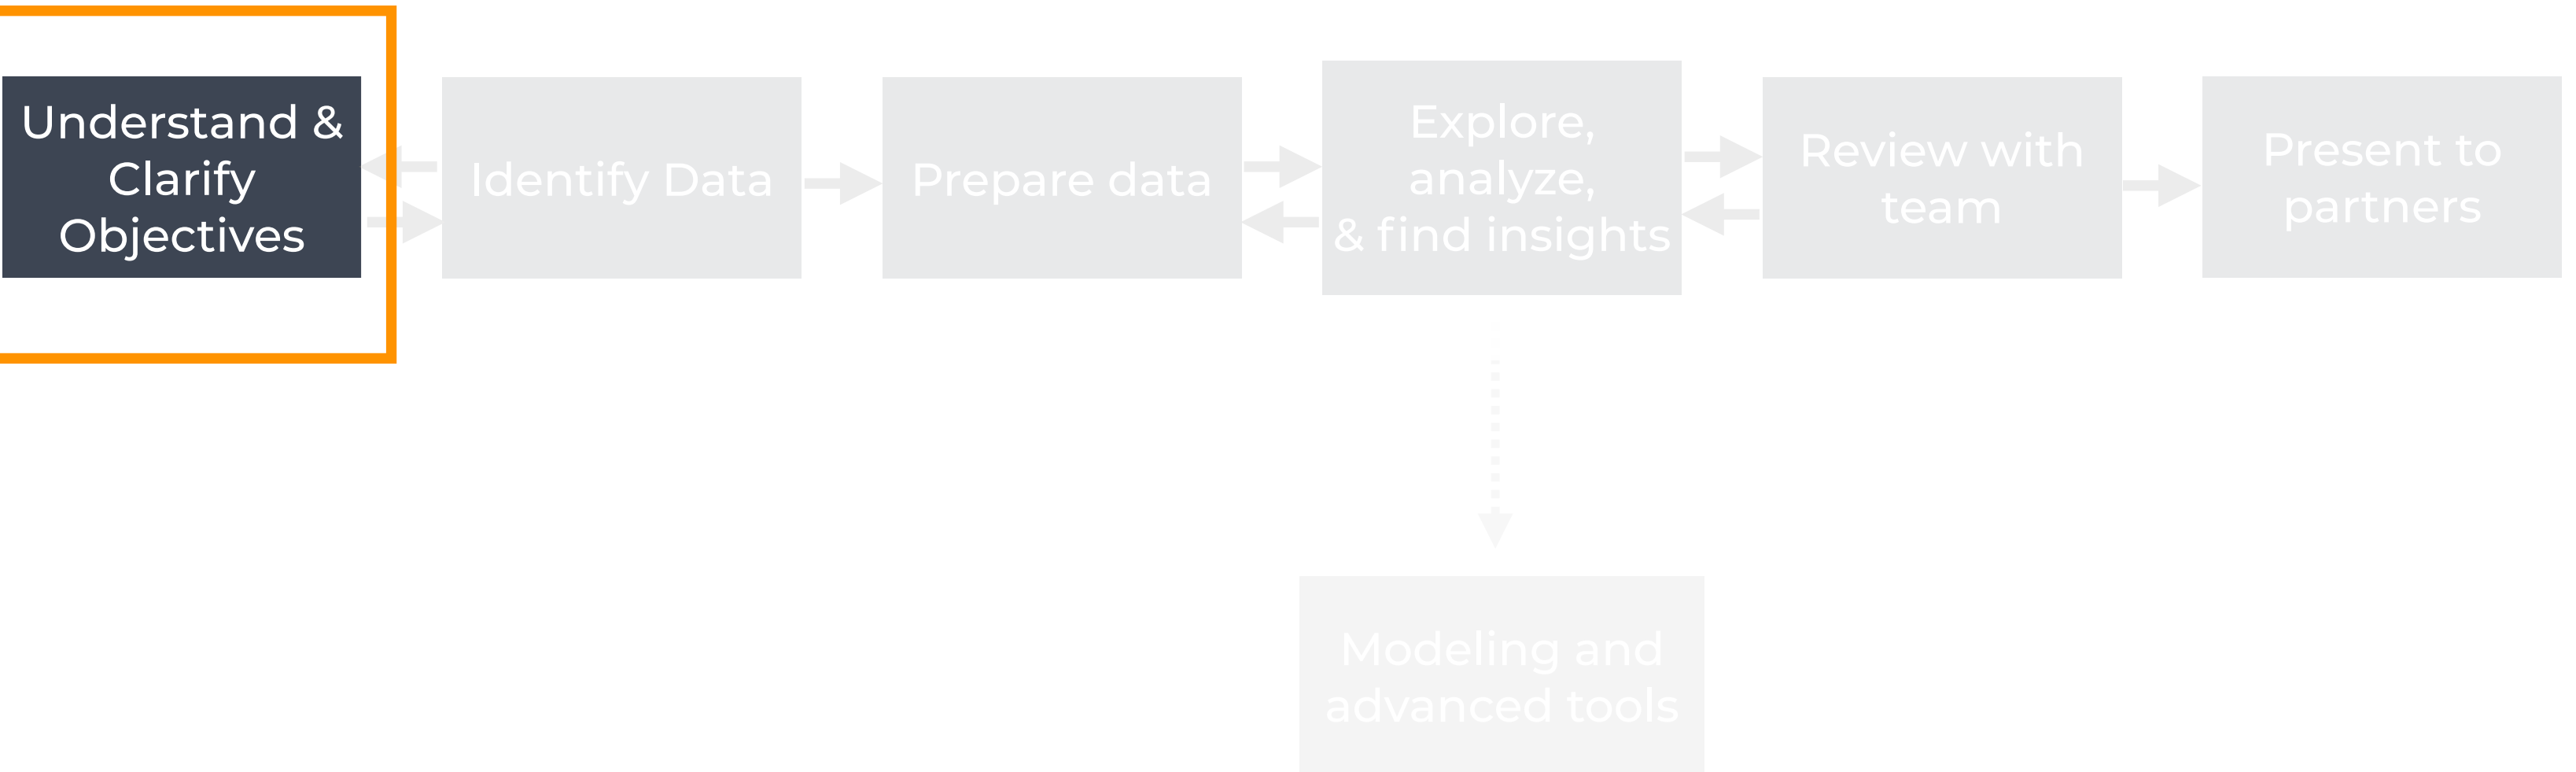 Understand &
Clarify
Objectives
Identify Data
Prepare data
Explore,
analyze,
& find insights
Review with
team
Present to
partners
Modeling and
advanced tools